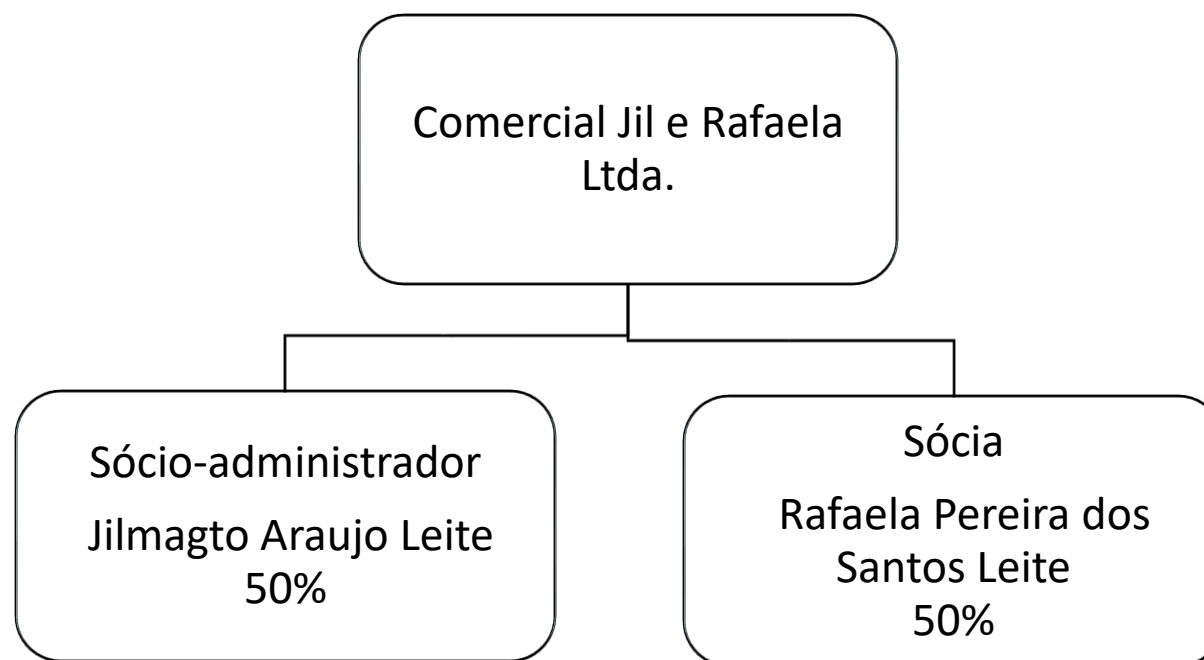 Comercial Jil e Rafaela
Ltda.
Sócio-administrador
Jilmagto Araujo Leite
50%
Sócia
Rafaela Pereira dos
Santos Leite
50%